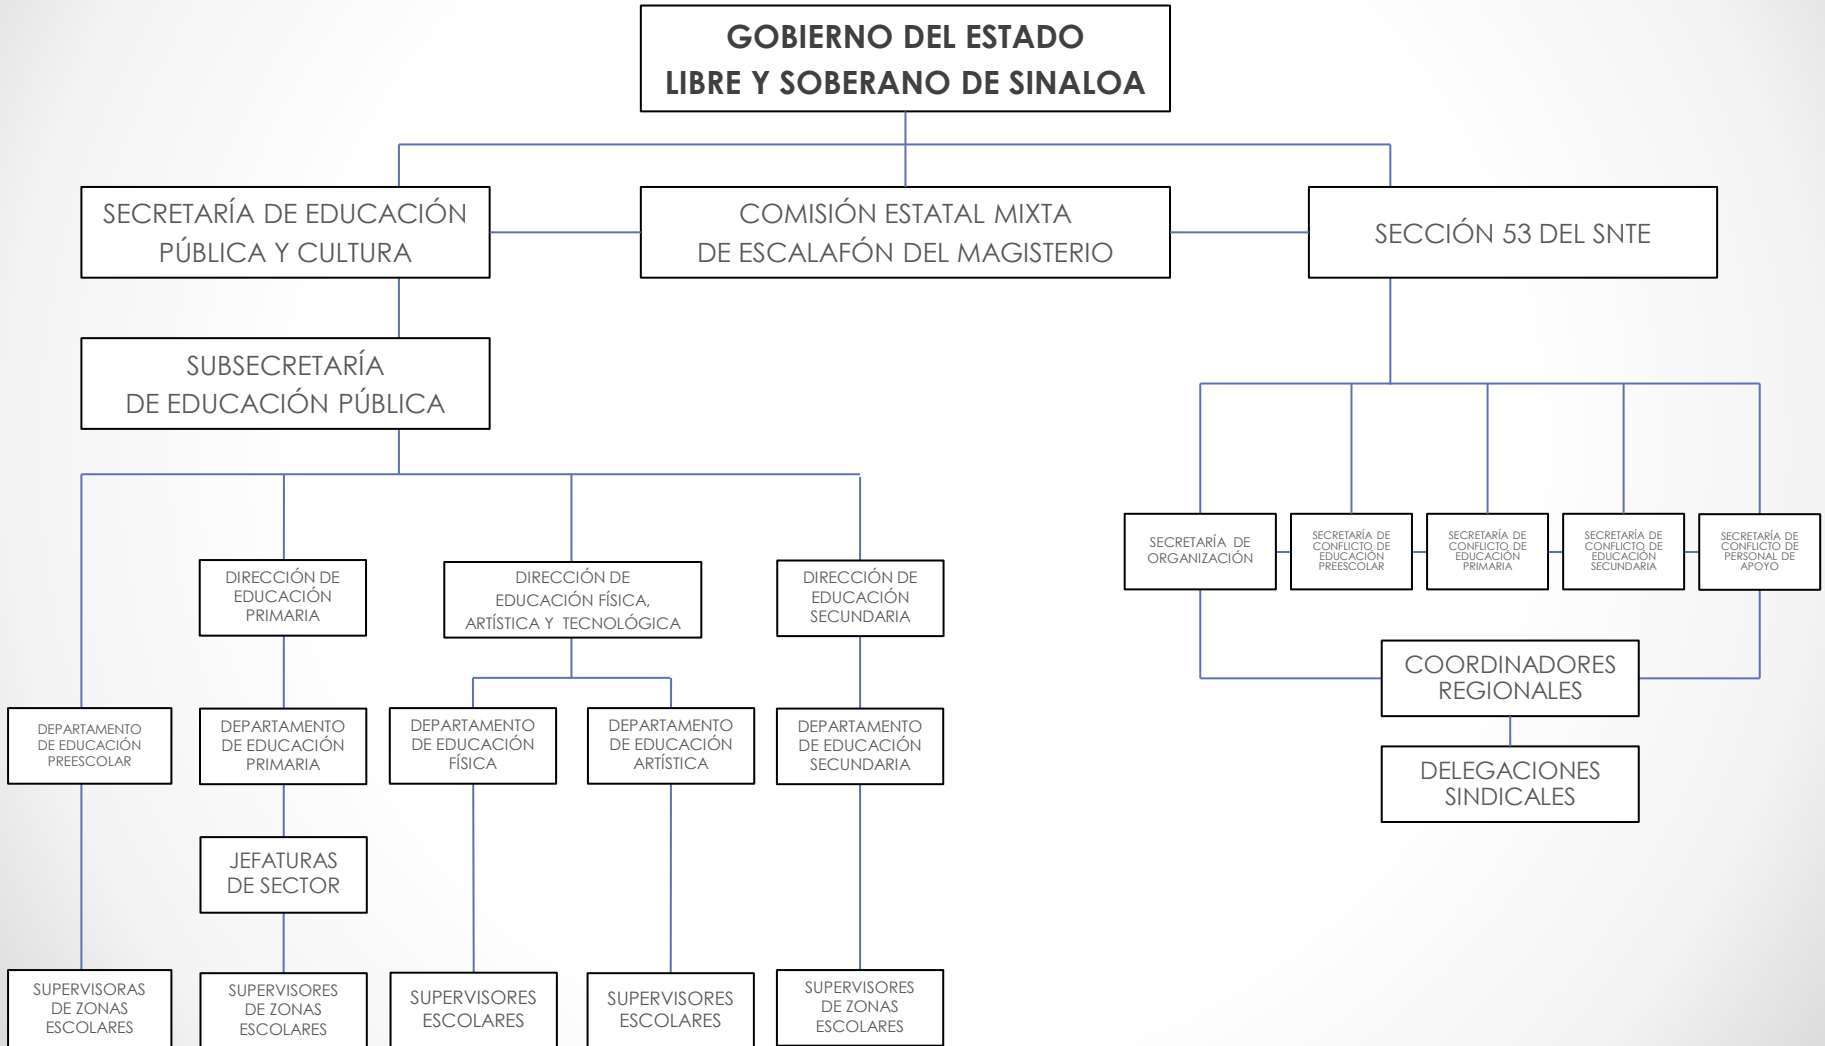 GOBIERNO DEL ESTADO
LIBRE Y SOBERANO DE SINALOA
SECRETARÍA DE EDUCACIÓN
PÚBLICA Y CULTURA
COMISIÓN ESTATAL MIXTA
DE ESCALAFÓN DEL MAGISTERIO
SECCIÓN 53 DEL SNTE
SUBSECRETARÍA
DE EDUCACIÓN PÚBLICA
SECRETARÍA DE
ORGANIZACIÓN
SECRETARÍA DE
CONFLICTO DE
EDUCACIÓN
PREESCOLAR
SECRETARÍA DE
CONFLICTO DE
EDUCACIÓN
PRIMARIA
SECRETARÍA DE
CONFLICTO DE
EDUCACIÓN
SECUNDARIA
SECRETARÍA DE
CONFLICTO DE
PERSONAL DE
APOYO
DIRECCIÓN DE
EDUCACIÓN
PRIMARIA
DIRECCIÓN DE
EDUCACIÓN FÍSICA,
ARTÍSTICA Y TECNOLÓGICA
DIRECCIÓN DE
EDUCACIÓN
SECUNDARIA
COORDINADORES
REGIONALES
DEPARTAMENTO
DE EDUCACIÓN
PREESCOLAR
DEPARTAMENTO
DE EDUCACIÓN
PRIMARIA
DEPARTAMENTO
DE EDUCACIÓN
FÍSICA
DEPARTAMENTO
DE EDUCACIÓN
ARTÍSTICA
DEPARTAMENTO
DE EDUCACIÓN
SECUNDARIA
DELEGACIONES
SINDICALES
JEFATURAS
DE SECTOR
SUPERVISORAS
DE ZONAS
ESCOLARES
SUPERVISORES
DE ZONAS
ESCOLARES
SUPERVISORES
ESCOLARES
SUPERVISORES
ESCOLARES
SUPERVISORES
DE ZONAS
ESCOLARES